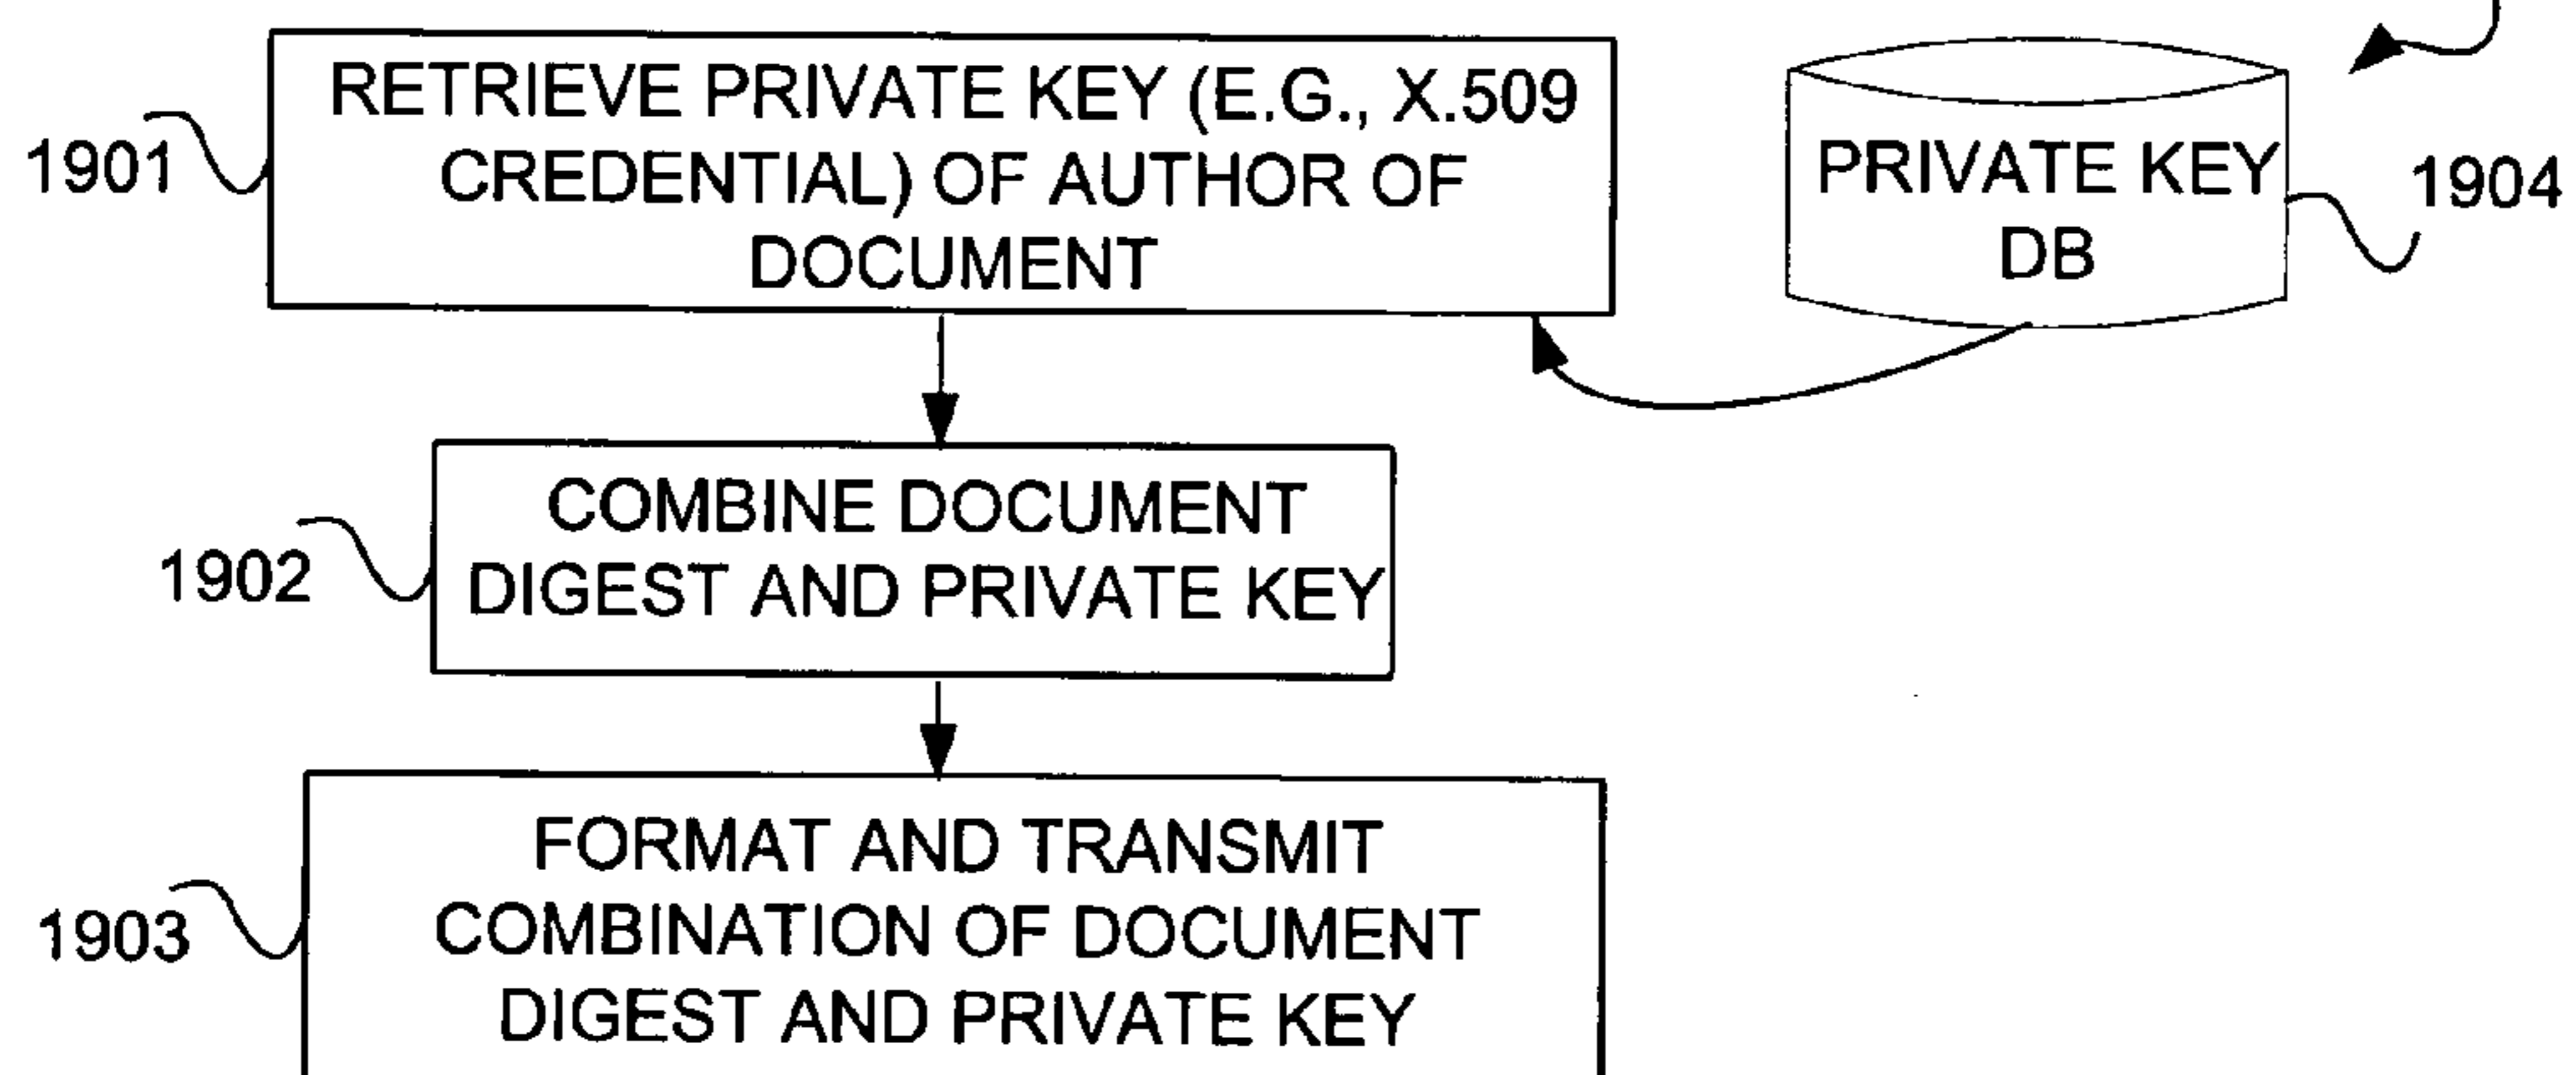 RETRIEVE PRIVATE KEY (E.G., X.509
CREDENTIAL) OF AUTHOR OF
DOCUMENT
1901
PRIVATE KEY
DB
1904
COMBINE DOCUMENT
DIGEST AND PRIVATE KEY
1902
FORMAT AND TRANSMIT
COMBINATION OF DOCUMENT
DIGEST AND PRIVATE KEY
1903